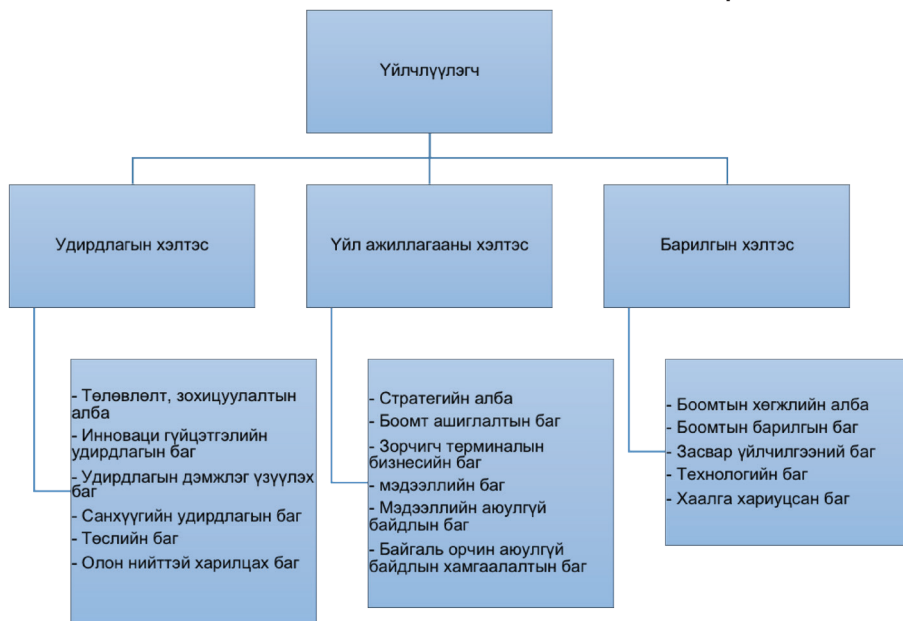 Үйлчлүүлэгч
Удирдлагын хэлтэс
Үйл ажиллагааны хэлтэс
Барилгын хэлтэс
- Төлөвлөлт, зохицуулалтын
алба
- Инноваци гүйцэтгэлийн
удирдлагын баг
- Удирдлагын дэмжлэг үзүүлэх
баг
- Санхүүгийн удирдлагын баг
- Төслийн баг
- Олон нийттэй харилцах баг
- Стратегийн алба
- Боомт ашиглалтын баг
- Зорчигч терминалын
бизнесийн баг
- мэдээллийн баг
- Мэдээллийн аюулгүй
байдлын баг
- Байгаль орчин аюулгүй
байдлын хамгаалалтын баг
- Боомтын хөгжлийн алба
- Боомтын барилгын баг
- Засвар үйлчилгээний баг
- Технологийн баг
- Хаалга хариуцсан баг